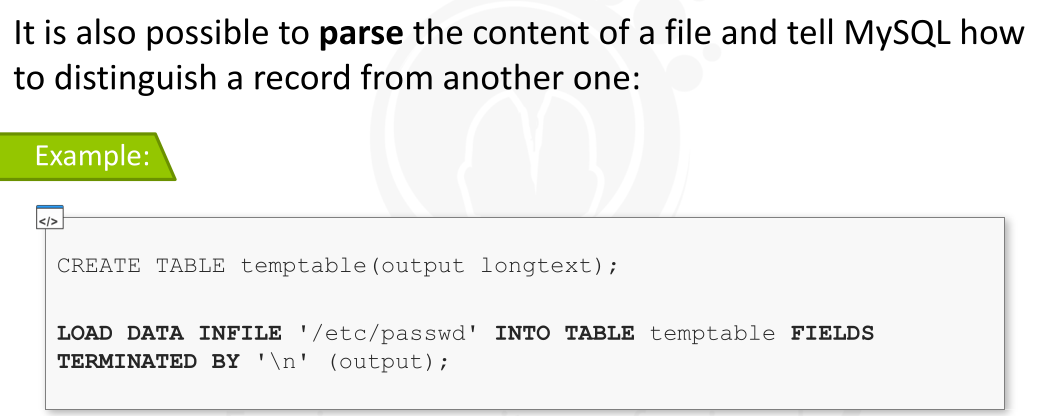 It is also possible to parse the content of a file and tell MySQL how
to distinguish a record from another one:
Example:
</>
CREATE TABLE temptable(output longtext);
LOAD DATA INFILE '/etc/passwd' INTO TABLE temptable FIELDS
TERMINATED BY '\n' (output);